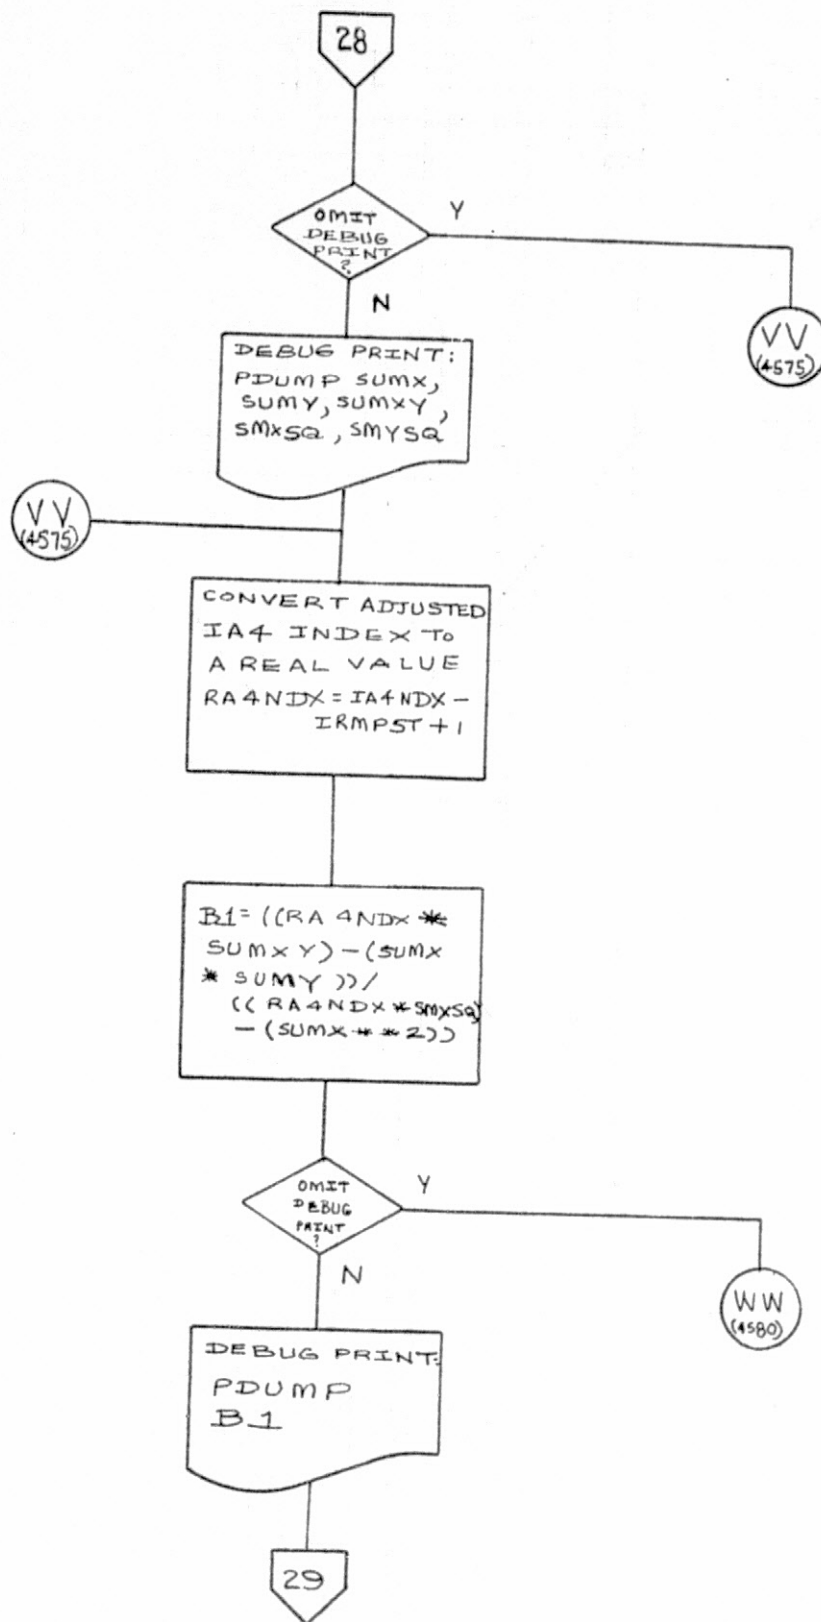 28
OMIT
DEBUG
PRINT
?
Y
N
VV
(4575)
DEBUG PRINT:
PDUMP SUMX,
SUMY, SUMXY,
SMXSQ, SMYSQ
VV
(4575)
CONVERT ADJUSTED
IA4 INDEX TO
A REAL VALUE
RA4NDX = IA4NDX -
IRMPST + 1
B1 = ((RA4NDX *
SUMXY) - (SUMX
* SUMY ))/
(( RA4NDX * SMXSQ)
- (SUMX * * 2))
OMIT
DEBUG
PRINT
?
Y
N
WW
(4580)
DEBUG PRINT:
PDUMP
B1
29